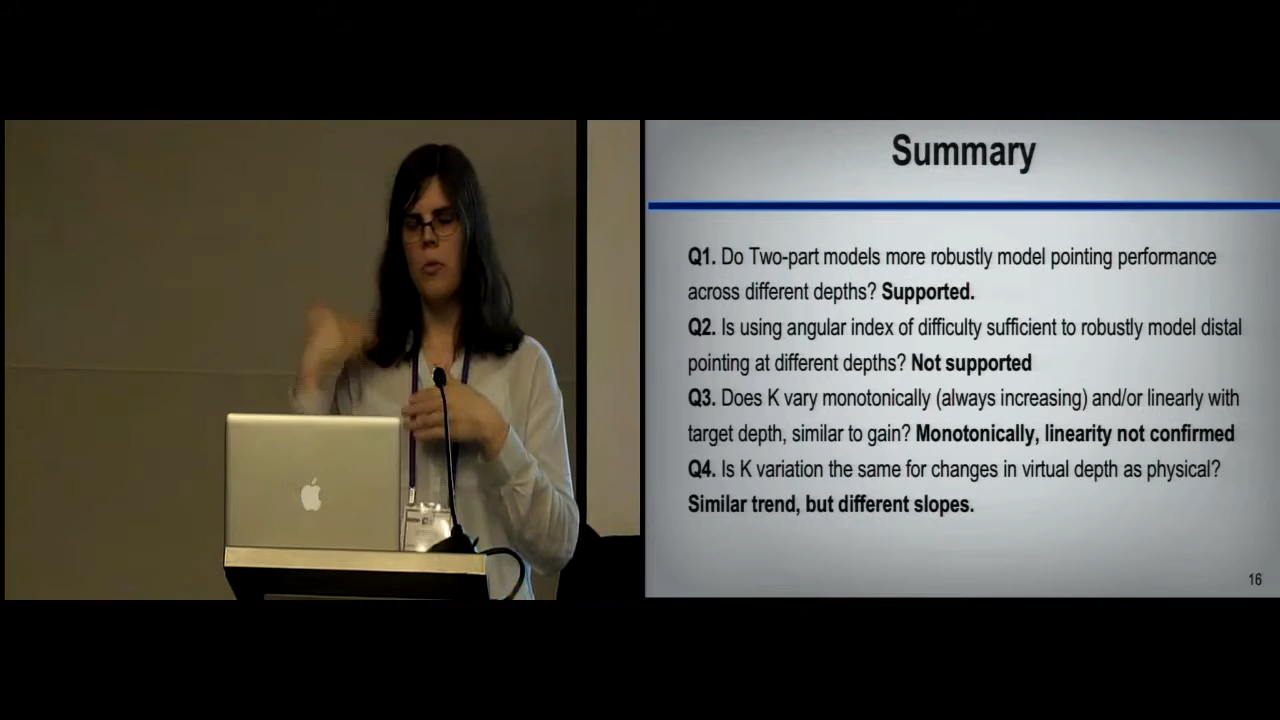 Summary
Q1. Do Two-part models more robustly model pointing performance
across different depths? Supported.
Q2. Is using angular index of difficulty sufficient to robustly model distal
pointing at different depths? Not supported
Q3. Does K vary monotonically (always increasing) and/or linearly with
target depth, similar to gain? Monotonically, linearity not confirmed
Q4. Is K variation the same for changes in virtual depth as physical?
Similar trend, but different slopes.
16